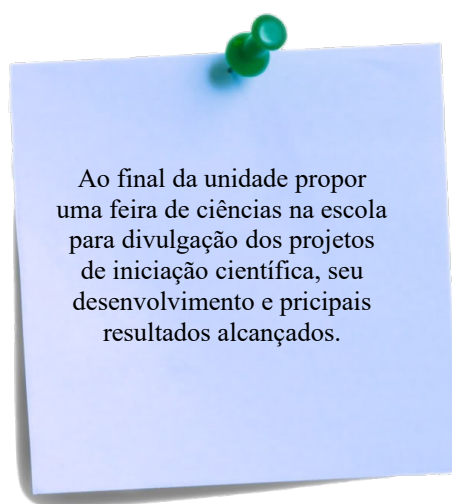 Ao final da unidade propor
uma feira de ciências na escola
para divulgação dos projetos
de iniciação científica, seu
desenvolvimento e pricipais
resultados alcançados.